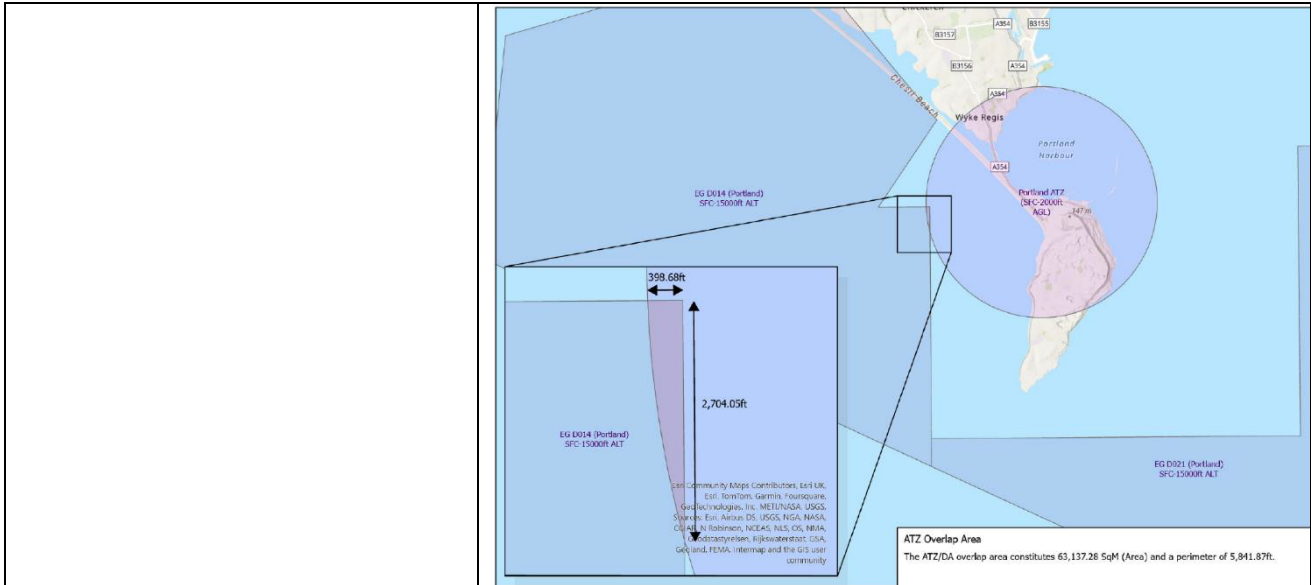 A354
B3155
B3157
B3156
A354
Chesil Beach
A354
Wyke Regis
Portland
Harbour
A354
EG D014 (Portland)
SFC-15000ft ALT
Portland ATZ
(SFC-2000ft
AGL)
147 m
398.68ft
2,704.05ft
EG D014 (Portland)
SFC-15000ft ALT
EG D021 (Portland)
SFC-15000ft ALT
Esri Community Maps Contributors, Esri UK,
Esri, TomTom, Garmin, Foursquare,
GeoTechnologies, Inc, METI/NASA, USGS,
Sources: Esri, Airbus DS, USGS, NGA, NASA,
CGIAR, N Robinson, NCEAS, NLS, OS, NMA,
Geodatastyrelsen, Rijkswaterstaat, GSA,
Geoland, FEMA, Intermap and the GIS user
community
ATZ Overlap Area
The ATZ/DA overlap area constitutes 63,137.28 SqM (Area) and a perimeter of 5,841.87ft.